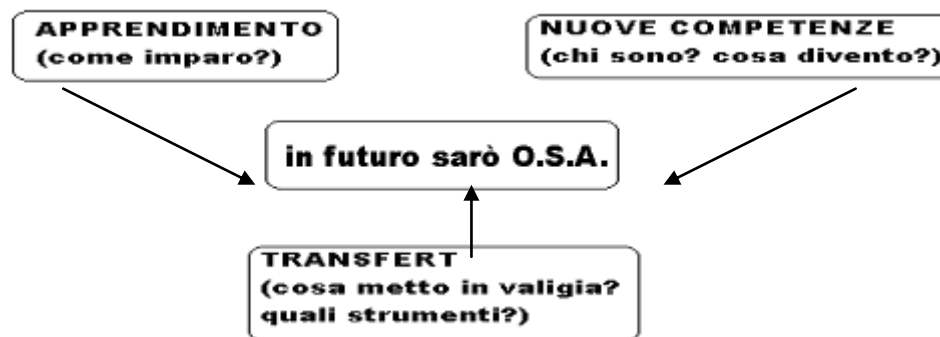 APPRENDIMENTO
(come imparo?)
NUOVE COMPETENZE
(chi sono? cosa divento?)
in futuro sarò O.S.A.
TRANSFERT
(cosa metto in valigia?
quali strumenti?)